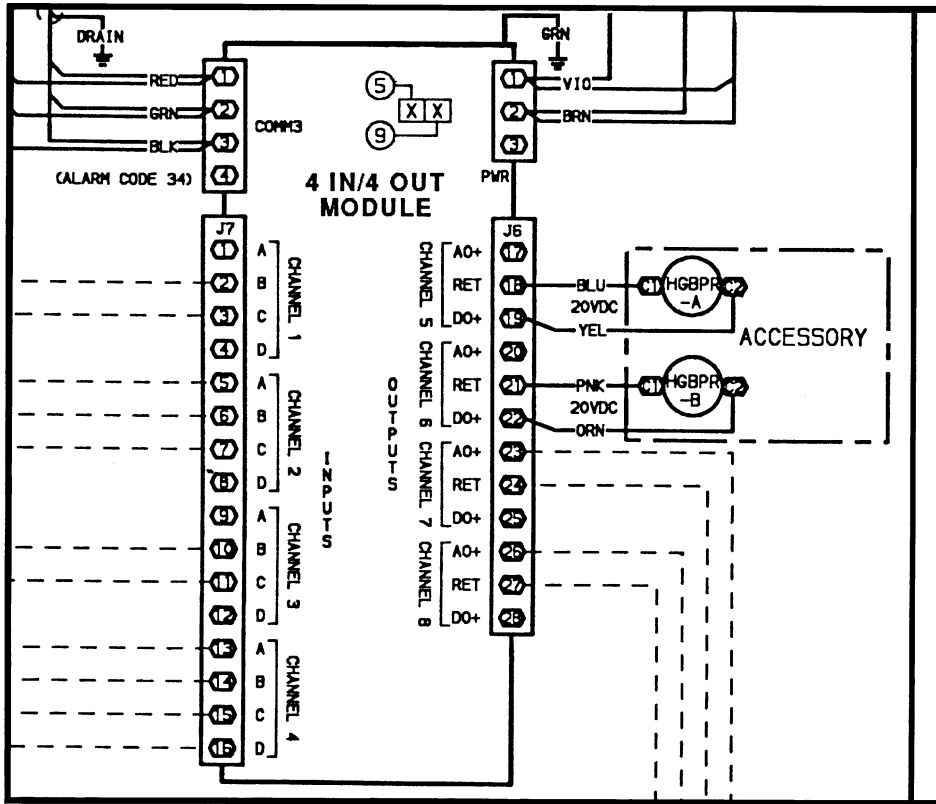 DRAIN
GRN
RED
1
GRN
2
BLK
3
(ALARM CODE 34)
4
COMM3
5
X X
9
1
VIO
2
BRN
3
PWR
4 IN/4 OUT
MODULE
J7
1 A
2 B
3 C
4 D
CHANNEL 1
5 A
6 B
7 C
8 D
CHANNEL 2
9 A
10 B
11 C
12 D
CHANNEL 3
13 A
14 B
15 C
16 D
CHANNEL 4
INPUTS
OUTPUTS
J6
CHANNEL 5
AO+ 17
RET 18
DO+ 19
CHANNEL 6
AO+ 20
RET 21
DO+ 22
CHANNEL 7
AO+ 23
RET 24
DO+ 25
CHANNEL 8
AO+ 26
RET 27
DO+ 28
BLU
20VDC
YEL
C1
HGBPR
-A
C2
PNK
20VDC
ORN
C1
HGBPR
-B
C2
ACCESSORY